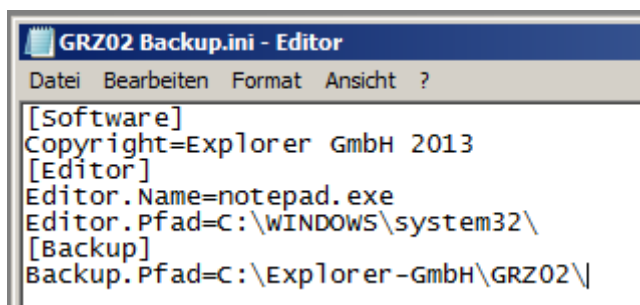 GRZ02 Backup.ini - Editor
Datei Bearbeiten Format Ansicht ?
[Software]
Copyright=Explorer GmbH 2013
[Editor]
Editor.Name=notepad.exe
Editor.Pfad=C:\WINDOWS\system32\
[Backup]
Backup.Pfad=C:\Explorer-GmbH\GRZ02\